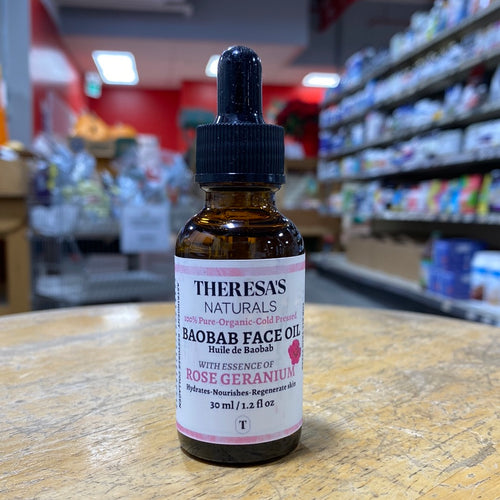 THERESA'S
NATURALS
100% Pure-Organic-Cold Pressed
BAOBAB FACE OIL
Huile de Baobab
WITH ESSENCE OF
ROSE GERANIUM
Hydrates-Nourishes-Regenerate skin
30 ml / 1.2 fl oz
T